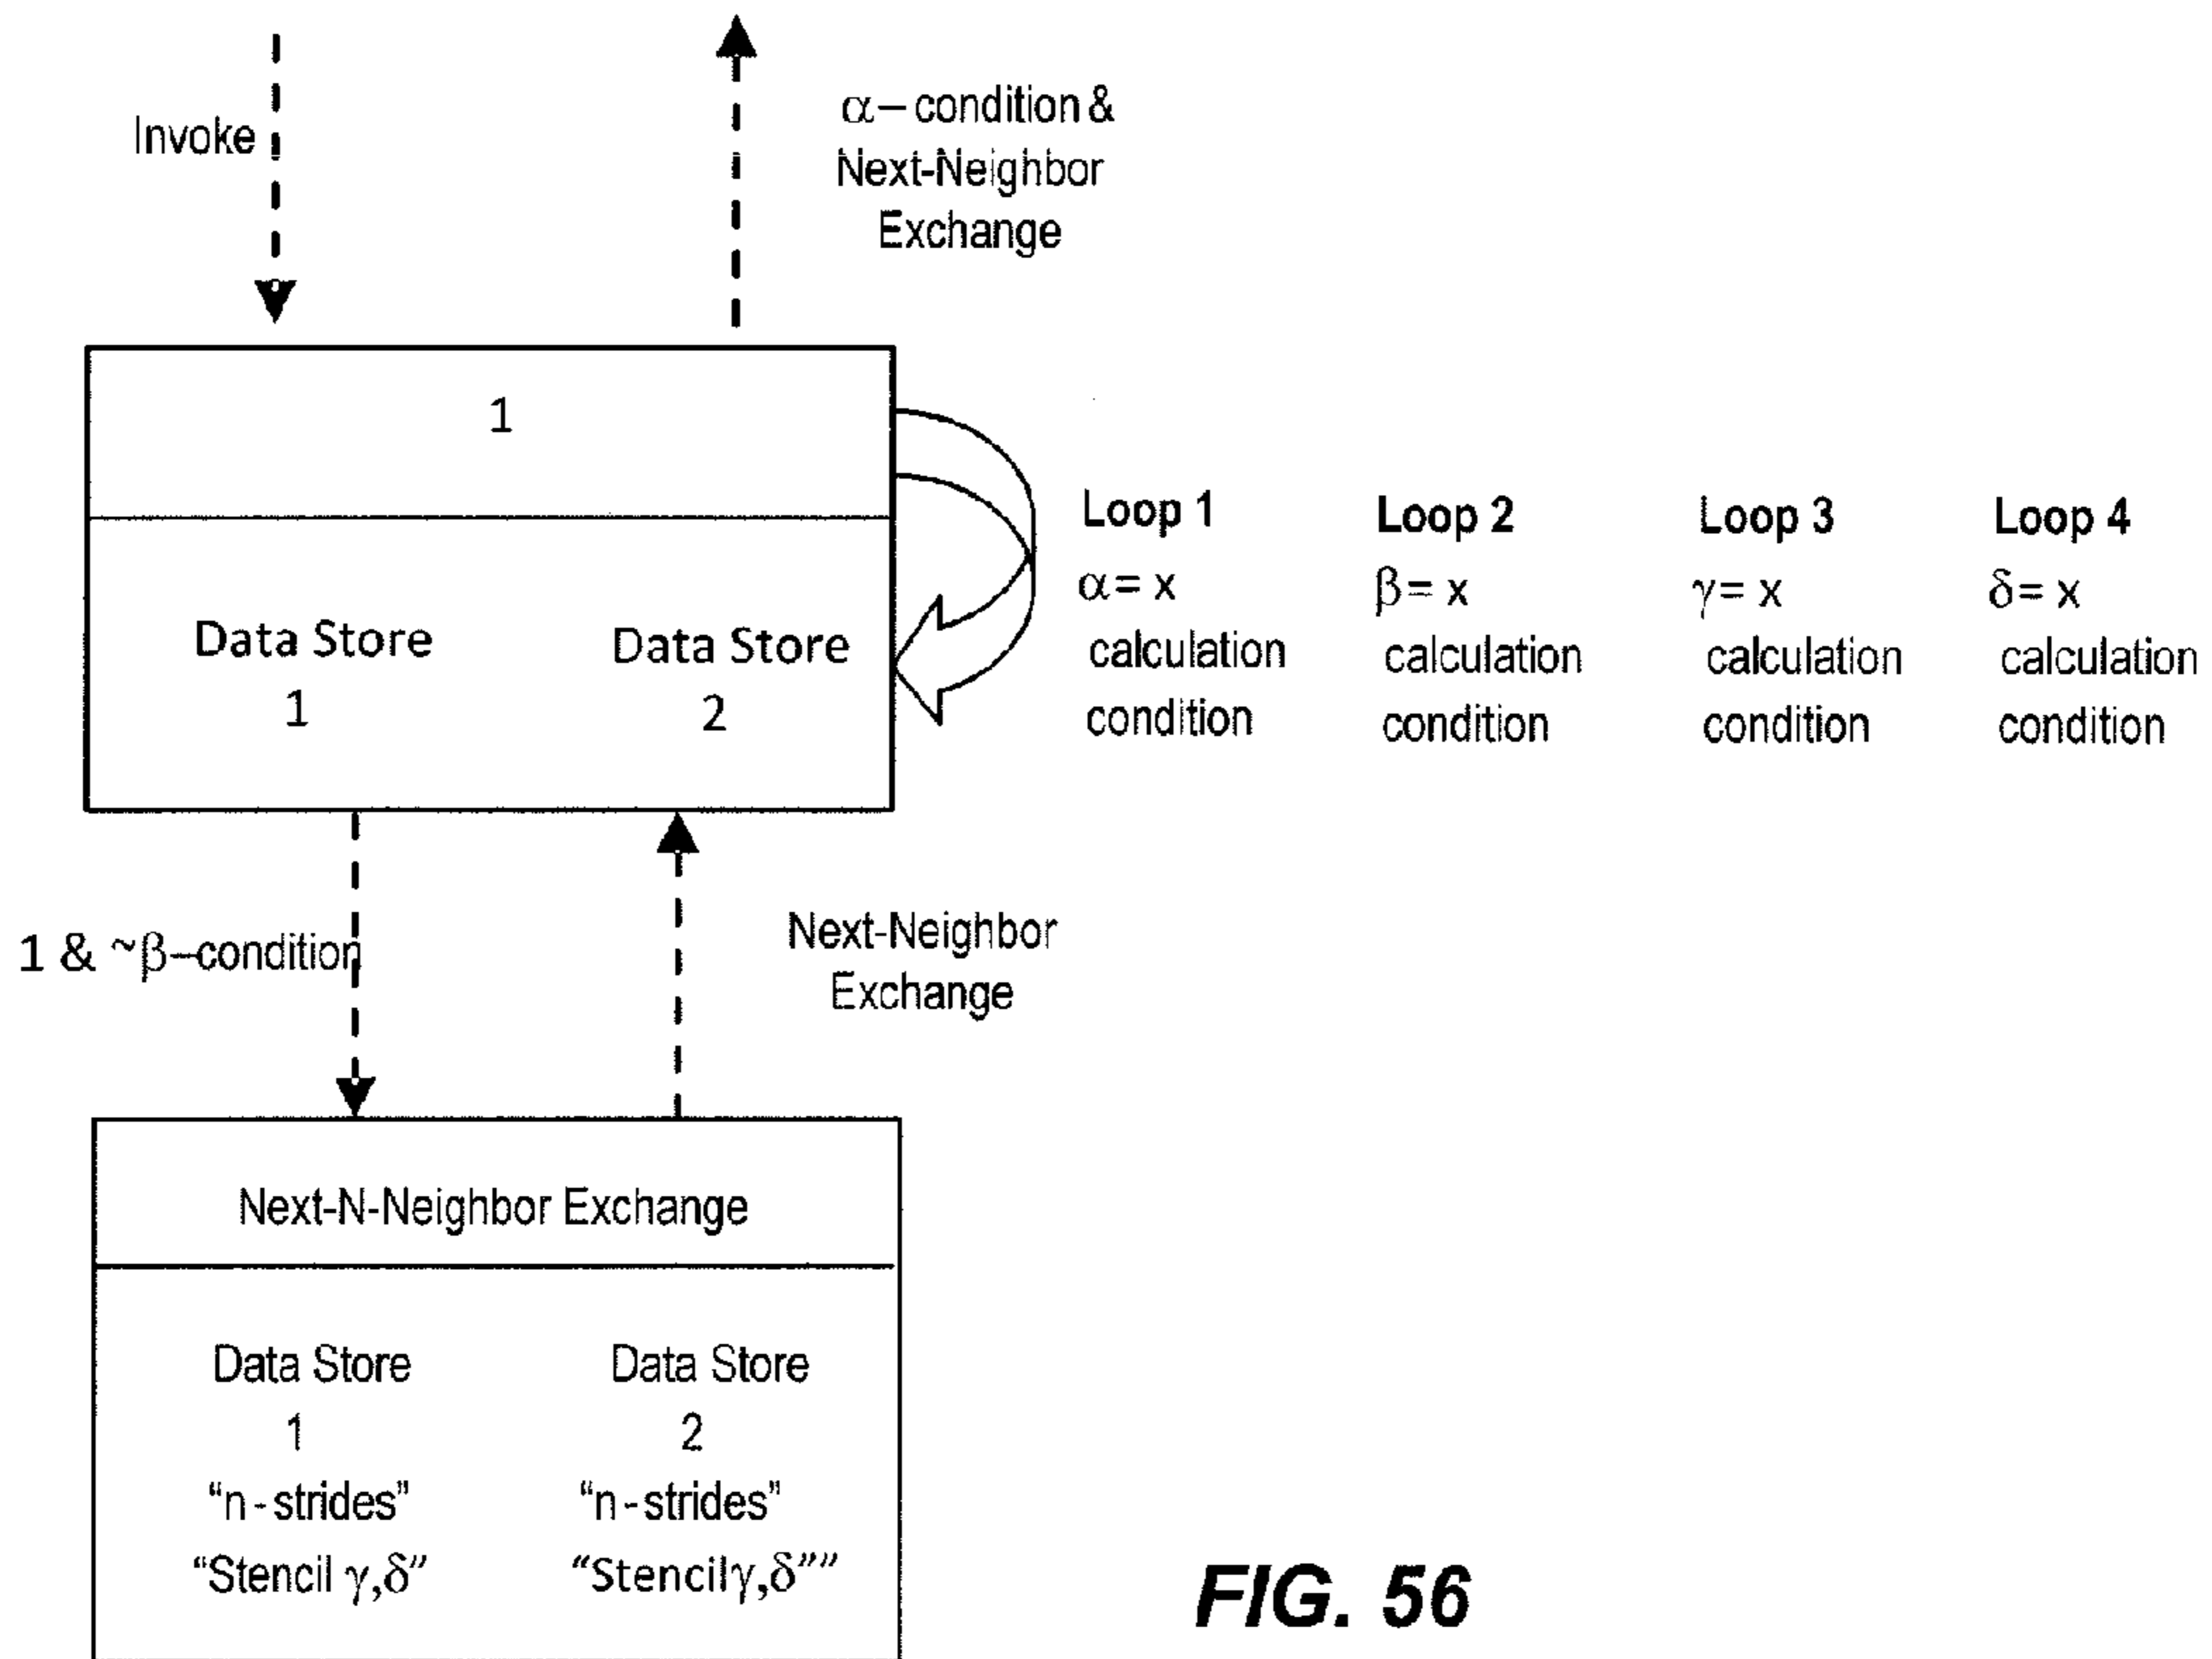 Invoke
α– condition &
Next-Neighbor
Exchange
1
Data Store
1
Data Store
2
Loop 1
α= x
calculation
condition
Loop 2
β= x
calculation
condition
Loop 3
γ= x
calculation
condition
Loop 4
δ= x
calculation
condition
1 & ~β–condition
Next-Neighbor
Exchange
Next-N-Neighbor Exchange
Data Store
1
“n-strides”
“Stencil γ,δ”
Data Store
2
“n-strides”
“Stencilγ,δ””
FIG. 56